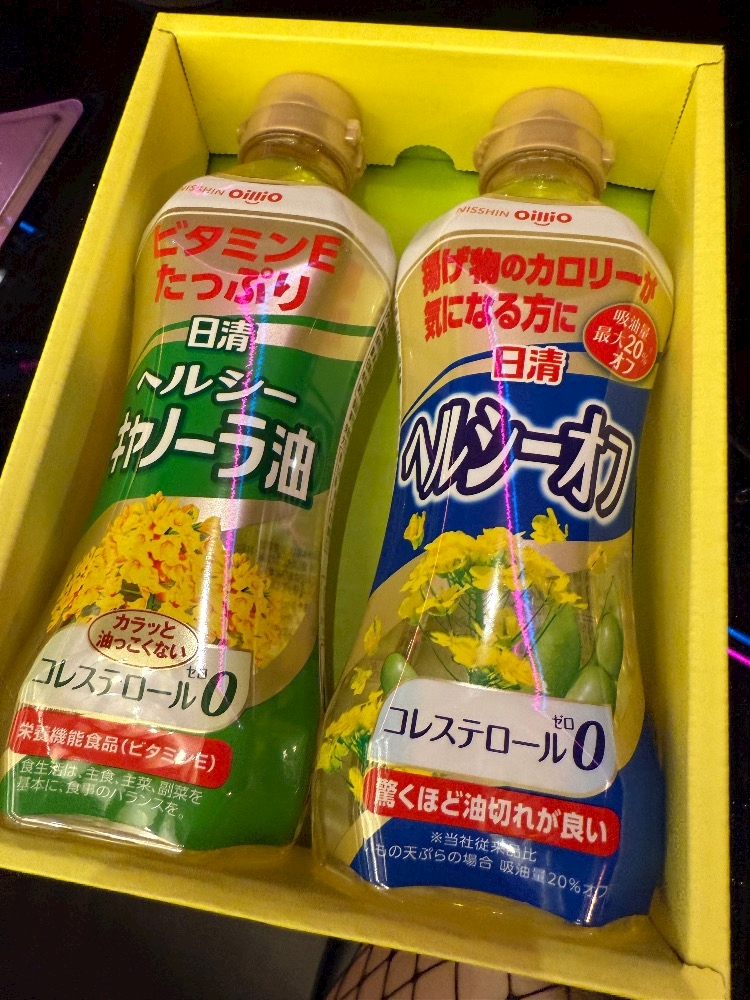 NISSHIN OilliO
ビタミンE
たっぷり
日清
ヘルシー
キャノーラ油
カラッと
油っこくない
ゼロ
コレステロール0
栄養機能食品(ビタミンE)
食生活は、主食、主菜、副菜を
基本に、食事のバランスを。
NISSHIN OilliO
揚げ物のカロリーが
気になる方に
吸油量
最大20%
オフ
日清
ヘルシーオフ
ゼロ
コレステロール0
驚くほど油切れが良い
※当社従来品比
いもの天ぷらの場合 吸油量20%オフ